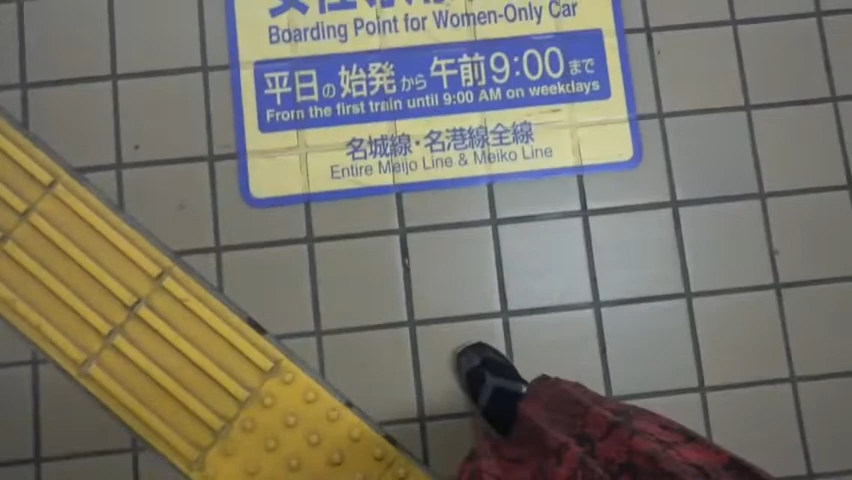 Boarding Point for Women-Only Car
平日の始発から午前9:00まで
From the first train until 9:00 AM on weekdays
名城線・名港線全線
Entire Meijo Line & Meiko Line